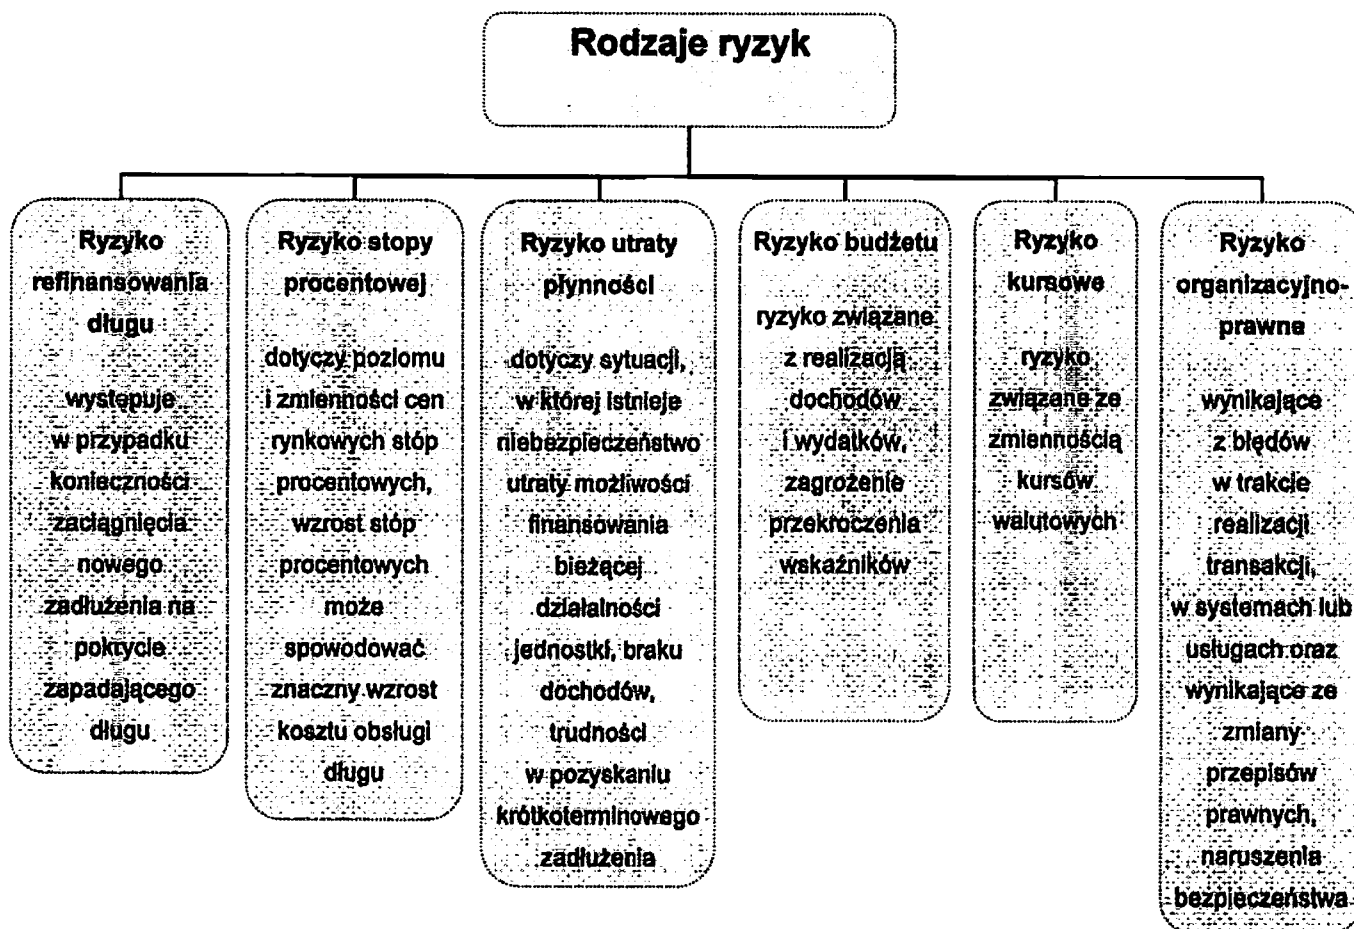 Rodzaje ryzyk
Ryzyko
refinansowania
długu
występuje
w przypadku
konieczności
zaciągnięcia
nowego
zadłużenia na
pokrycie
zapadającego
długu
Ryzyko stopy
procentowej
dotyczy poziomu
i zmienności cen
rynkowych stóp
procentowych,
wzrost stóp
procentowych
może
spowodować
znaczny wzrost
kosztu obsługi
długu
Ryzyko utraty
płynności
dotyczy sytuacji,
w której istnieje
niebezpieczeństwo
utraty możliwości
finansowania
bieżącej
działalności
jednostki, braku
dochodów,
trudności
w pozyskaniu
krótkoterminowego
zadłużenia
Ryzyko budżetu
ryzyko związane
z realizacją
dochodów
i wydatków,
zagrożenie
przekroczenia
wskaźników
Ryzyko
kursowe
ryzyko
związane ze
zmiennością
kursów
walutowych
Ryzyko
organizacyjno-
prawne
wynikające
z błędów
w trakcie
realizacji
transakcji,
w systemach lub
usługach oraz
wynikające ze
zmiany
przepisów
prawnych,
naruszenia
bezpieczeństwa